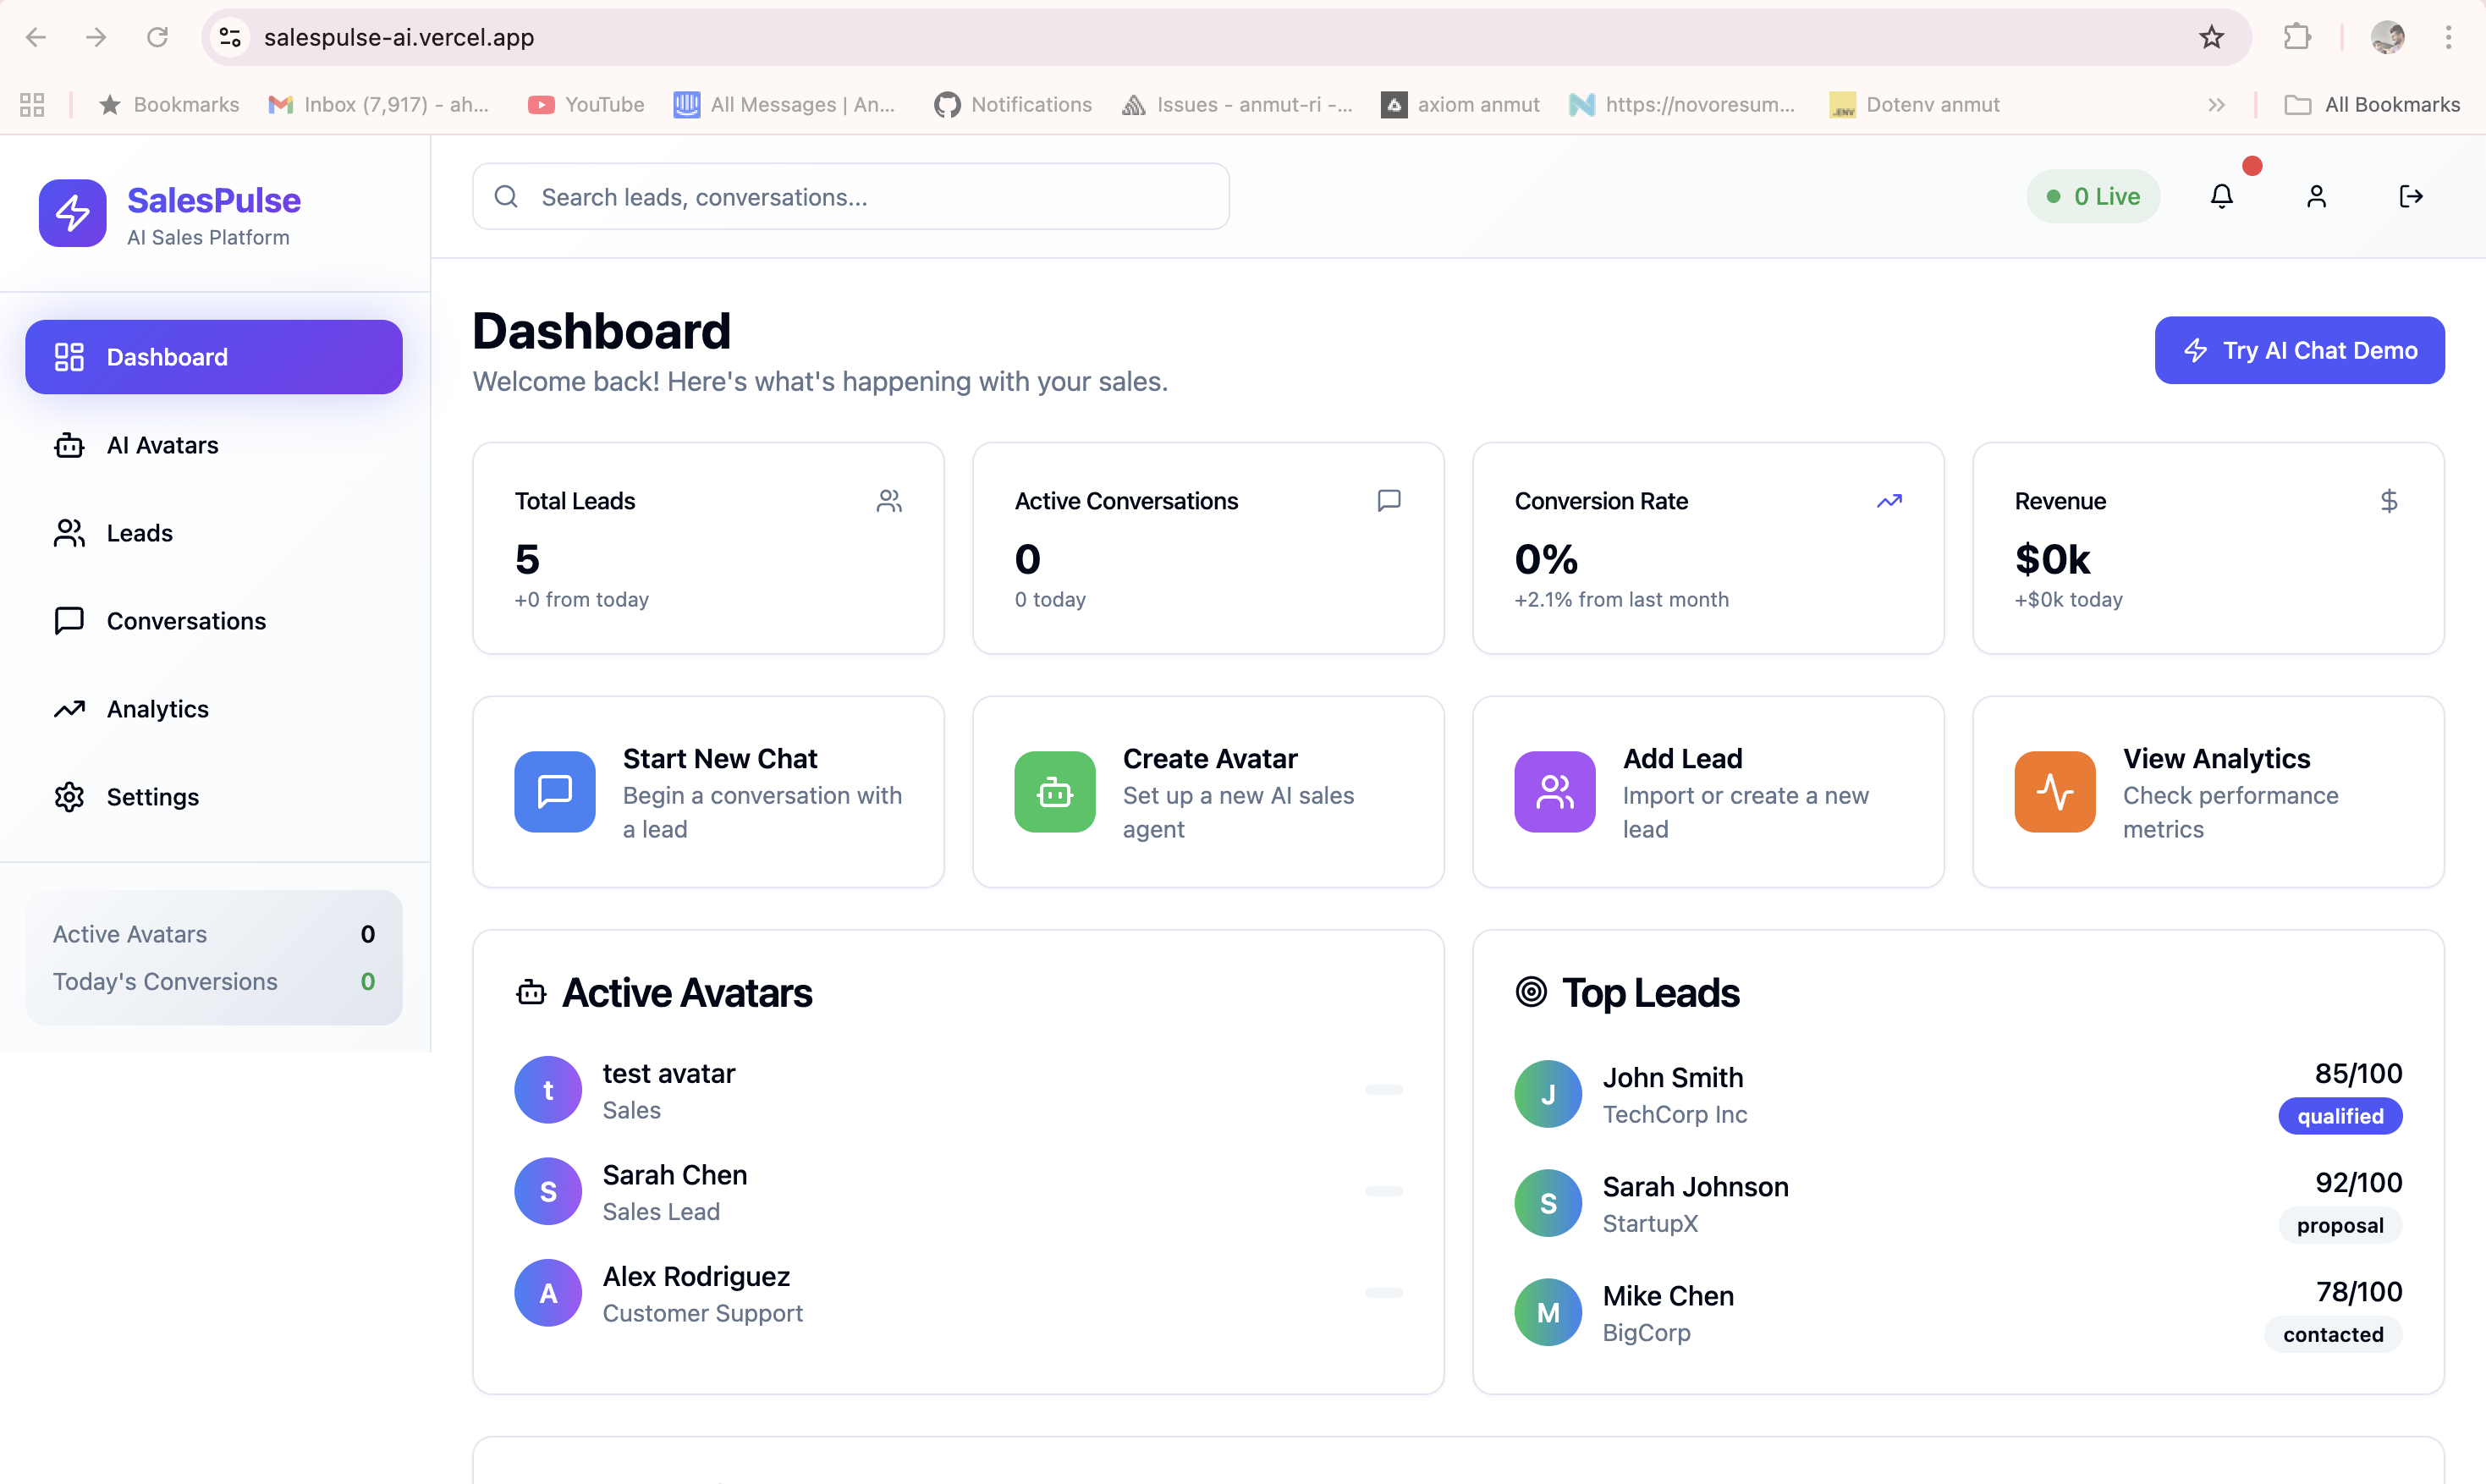 salespulse-ai.vercel.app
Bookmarks
Inbox (7,917) - ah...
YouTube
All Messages | An...
Notifications
Issues - anmut-ri -...
axiom anmut
https://novoresum...
.ENV
Dotenv anmut
All Bookmarks
SalesPulse
AI Sales Platform
Search leads, conversations...
0 Live
Dashboard
AI Avatars
Leads
Conversations
Analytics
Settings
Active Avatars 0
Today's Conversions 0
Dashboard
Welcome back! Here's what's happening with your sales.
Try AI Chat Demo
Total Leads
5
+0 from today
Active Conversations
0
0 today
Conversion Rate
0%
+2.1% from last month
Revenue
$0k
+$0k today
Start New Chat
Begin a conversation with
a lead
Create Avatar
Set up a new AI sales
agent
Add Lead
Import or create a new
lead
View Analytics
Check performance
metrics
Active Avatars
t
test avatar
Sales
S
Sarah Chen
Sales Lead
A
Alex Rodriguez
Customer Support
Top Leads
J
John Smith
TechCorp Inc
85/100
qualified
S
Sarah Johnson
StartupX
92/100
proposal
M
Mike Chen
BigCorp
78/100
contacted